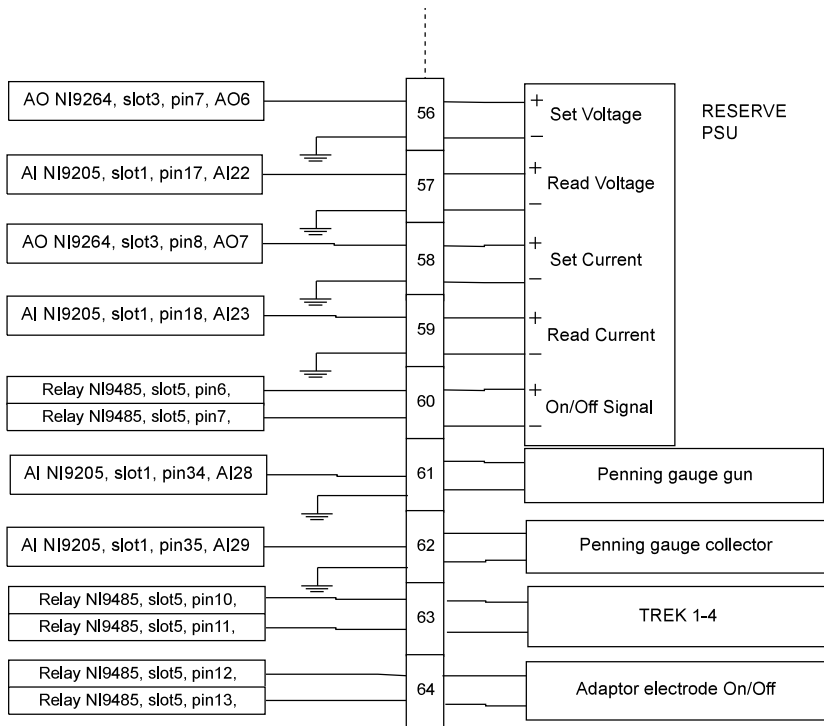 AO NI9264, slot3, pin7, AO6
56
+
Set Voltage
−
RESERVE
PSU
AI NI9205, slot1, pin17, AI22
57
+
Read Voltage
−
AO NI9264, slot3, pin8, AO7
58
+
Set Current
−
AI NI9205, slot1, pin18, AI23
59
+
Read Current
−
Relay NI9485, slot5, pin6,
Relay NI9485, slot5, pin7,
60
+
On/Off Signal
−
AI NI9205, slot1, pin34, AI28
61
Penning gauge gun
AI NI9205, slot1, pin35, AI29
62
Penning gauge collector
Relay NI9485, slot5, pin10,
Relay NI9485, slot5, pin11,
63
TREK 1-4
Relay NI9485, slot5, pin12,
Relay NI9485, slot5, pin13,
64
Adaptor electrode On/Off